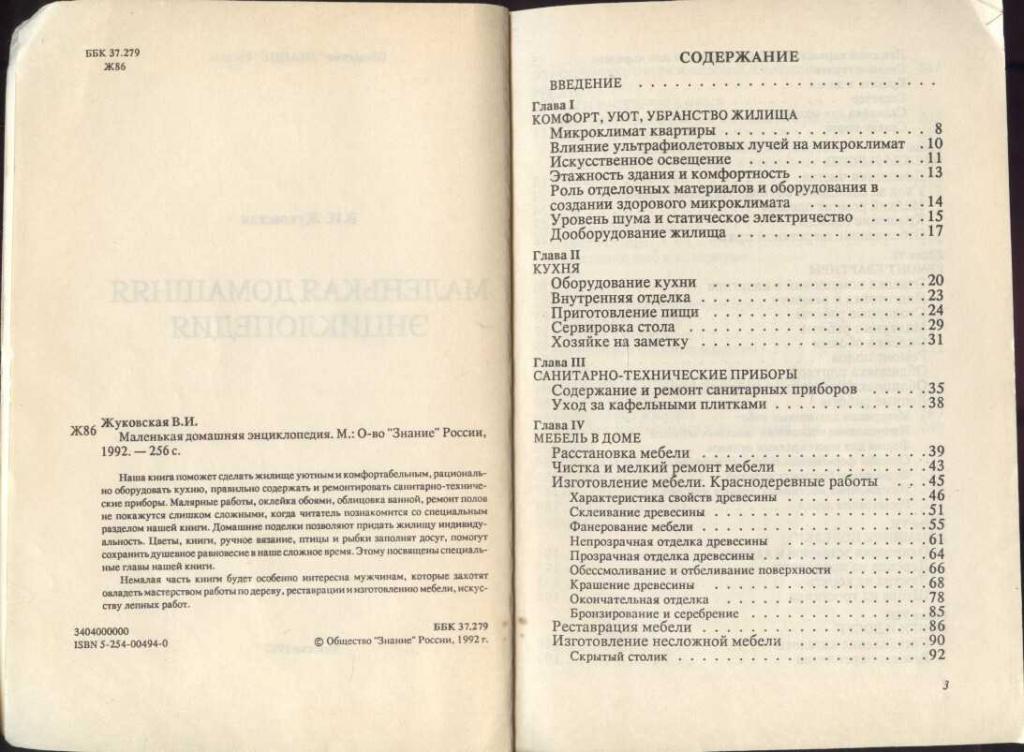 ББК 37.279
Ж86
Жуковская В.И.
Ж86 Маленькая домашняя энциклопедия. М.: О-во "Знание" России,
1992. — 256 с.
Наша книга поможет сделать жилище уютным и комфортабельным, рациональ-
но оборудовать кухню, правильно содержать и ремонтировать санитарно-техниче-
ские приборы. Малярные работы, оклейка обоями, облицовка ванной, ремонт полов
не покажутся слишком сложными, когда читатель познакомится со специальным
разделом нашей книги. Домашние поделки позволяют придать жилищу индивиду-
альность. Цветы, книги, ручное вязание, птицы и рыбки заполнят досуг, помогут
сохранить душевное равновесие в наше сложное время. Этому посвящены специаль-
ные главы нашей книги.
Немалая часть книги будет особенно интересна мужчинам, которые захотят
овладеть мастерством работы по дереву, реставрации и изготовлению мебели, искус-
ству лепных работ.
3404000000
ББК 37.279
ISBN 5-254-00494-0
© Общество "Знание" России, 1992 г.
СОДЕРЖАНИЕ
ВВЕДЕНИЕ . . . . . . . . . . . . . . . . . . . .
Глава I
КОМФОРТ, УЮТ, УБРАНСТВО ЖИЛИЩА
Микроклимат квартиры . . . . . . . . . . . . . . . 8
Влияние ультрафиолетовых лучей на микроклимат . 10
Искусственное освещение . . . . . . . . . . . . . 11
Этажность здания и комфортность . . . . . . . . . . 13
Роль отделочных материалов и оборудования в
создании здорового микроклимата . . . . . . . . . 14
Уровень шума и статическое электричество . . . . . 15
Дооборудование жилища . . . . . . . . . . . . . . 17
Глава II
КУХНЯ
Оборудование кухни . . . . . . . . . . . . . . . . 20
Внутренняя отделка . . . . . . . . . . . . . . . . 23
Приготовление пищи . . . . . . . . . . . . . . . . 24
Сервировка стола . . . . . . . . . . . . . . . . . 29
Хозяйке на заметку . . . . . . . . . . . . . . . . 31
Глава III
САНИТАРНО-ТЕХНИЧЕСКИЕ ПРИБОРЫ
Содержание и ремонт санитарных приборов . . . . . 35
Уход за кафельными плитками . . . . . . . . . . . . 38
Глава IV
МЕБЕЛЬ В ДОМЕ
Расстановка мебели . . . . . . . . . . . . . . . . 39
Чистка и мелкий ремонт мебели . . . . . . . . . . . 43
Изготовление мебели. Краснодеревные работы . . . 45
Характеристика свойств древесины . . . . . . . . . . 46
Склеивание древесины . . . . . . . . . . . . . . . 51
Фанерование мебели . . . . . . . . . . . . . . . . 55
Непрозрачная отделка древесины . . . . . . . . . . 61
Прозрачная отделка древесины . . . . . . . . . . . 64
Обессмоливание и отбеливание поверхности . . . . . . 66
Крашение древесины . . . . . . . . . . . . . . . . 68
Окончательная отделка . . . . . . . . . . . . . . . 78
Бронзирование и серебрение . . . . . . . . . . . . . 85
Реставрация мебели . . . . . . . . . . . . . . . . 86
Изготовление несложной мебели . . . . . . . . . . 90
Скрытый столик . . . . . . . . . . . . . . . . . . 92
3